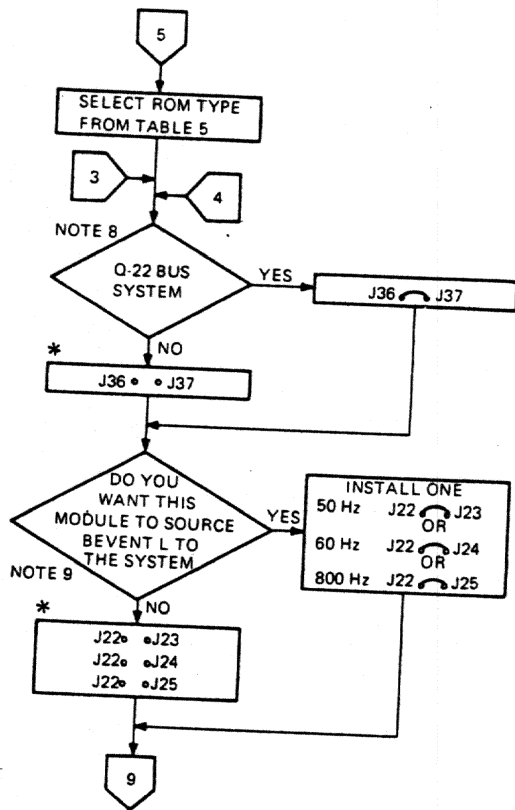 5
SELECT ROM TYPE
FROM TABLE 5
3
4
NOTE 8
Q-22 BUS
SYSTEM
YES
J36 J37
NO
*
J36 J37
DO YOU
WANT THIS
MODULE TO SOURCE
BEVENT L TO
THE SYSTEM
NOTE 9
YES
INSTALL ONE
50 Hz J22 J23
OR
60 Hz J22 J24
OR
800 Hz J22 J25
NO
*
J22 J23
J22 J24
J22 J25
9